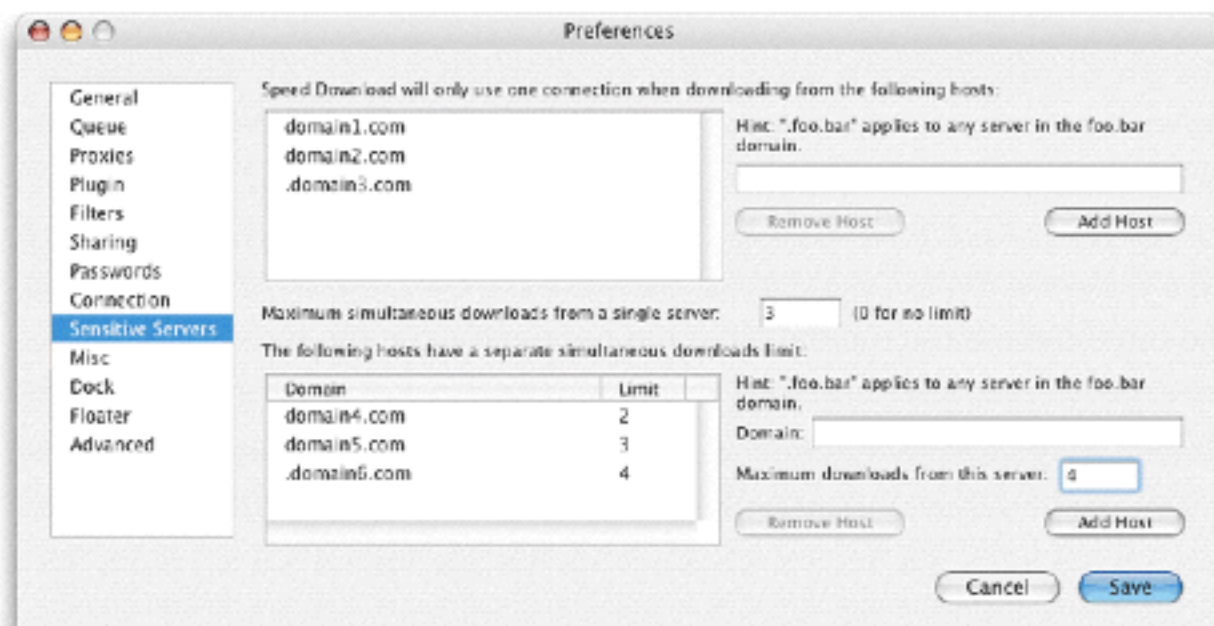 Preferences
General
Queue
Proxies
Plugin
Filters
Sharing
Passwords
Connection
Sensitive Servers
Misc
Dock
Floater
Advanced
Speed Download will only use one connection when downloading from the following hosts:
domain1.com
domain2.com
.domain3.com
Hint: ".foo.bar" applies to any server in the foo.bar
domain.
Remove Host Add Host
Maximum simultaneous downloads from a single server: 3 (0 for no limit)
The following hosts have a separate simultaneous downloads limit:
Domain Limit
domain4.com 2
domain5.com 3
.domain6.com 4
Hint: ".foo.bar" applies to any server in the foo.bar
domain.
Domain:
Maximum downloads from this server: 4
Remove Host Add Host
Cancel Save